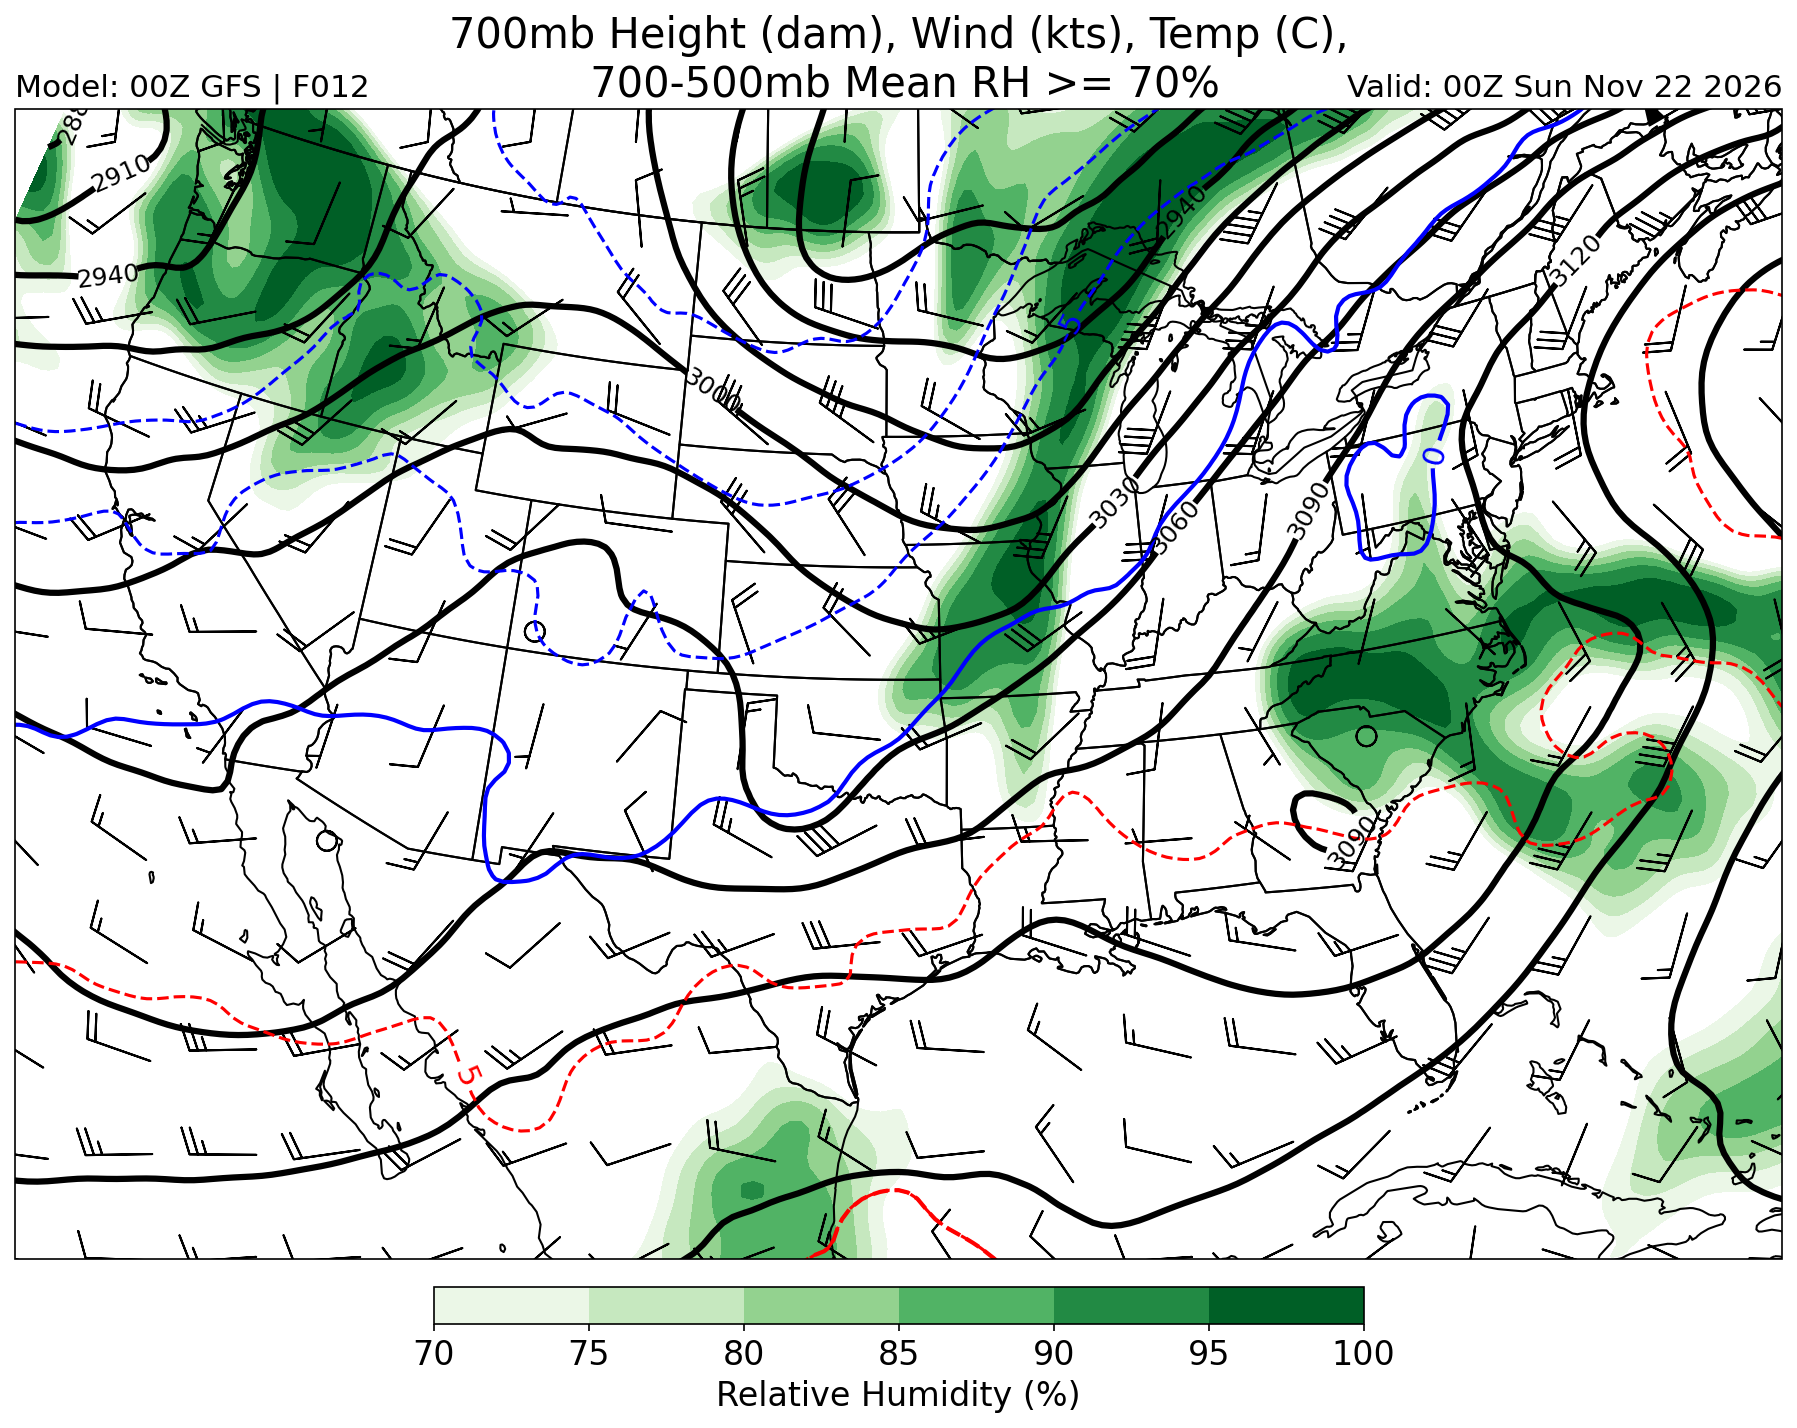 700mb Height (dam), Wind (kts), Temp (C),
Model: 00Z GFS | F012
700-500mb Mean RH >= 70%
Valid: 00Z Sun Nov 22 2026
2910
2940
2940
3120
5
3000
0
3030
3060
3090
3090
5
70 75 80 85 90 95 100
Relative Humidity (%)